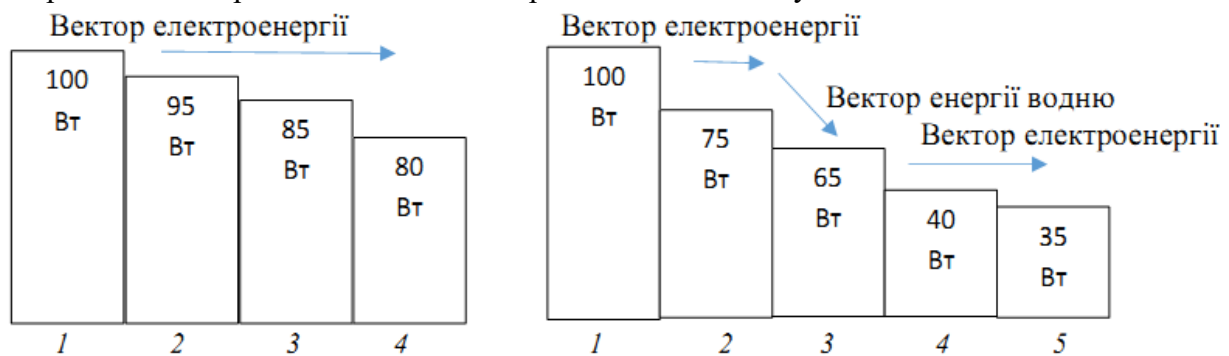 Вектор електроенергії
100
Вт
95
Вт
85
Вт
80
Вт
1 2 3 4
Вектор електроенергії
Вектор енергії водню
Вектор електроенергії
100
Вт
75
Вт
65
Вт
40
Вт
35
Вт
1 2 3 4 5